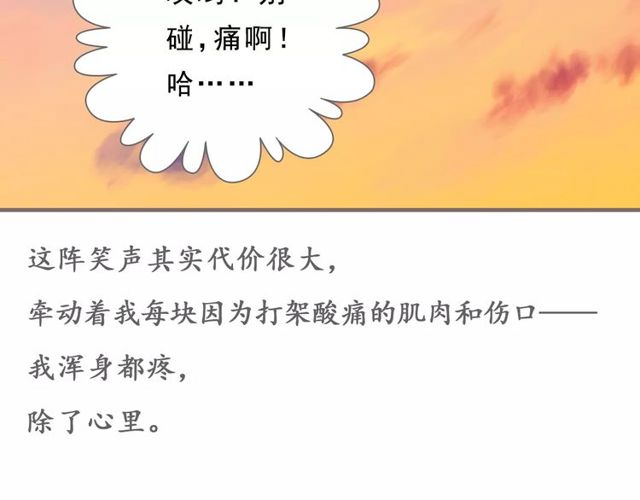 碰，痛啊！
哈……
这阵笑声其实代价很大，
牵动着我每块因为打架酸痛的肌肉和伤口——
我浑身都疼，
除了心里。